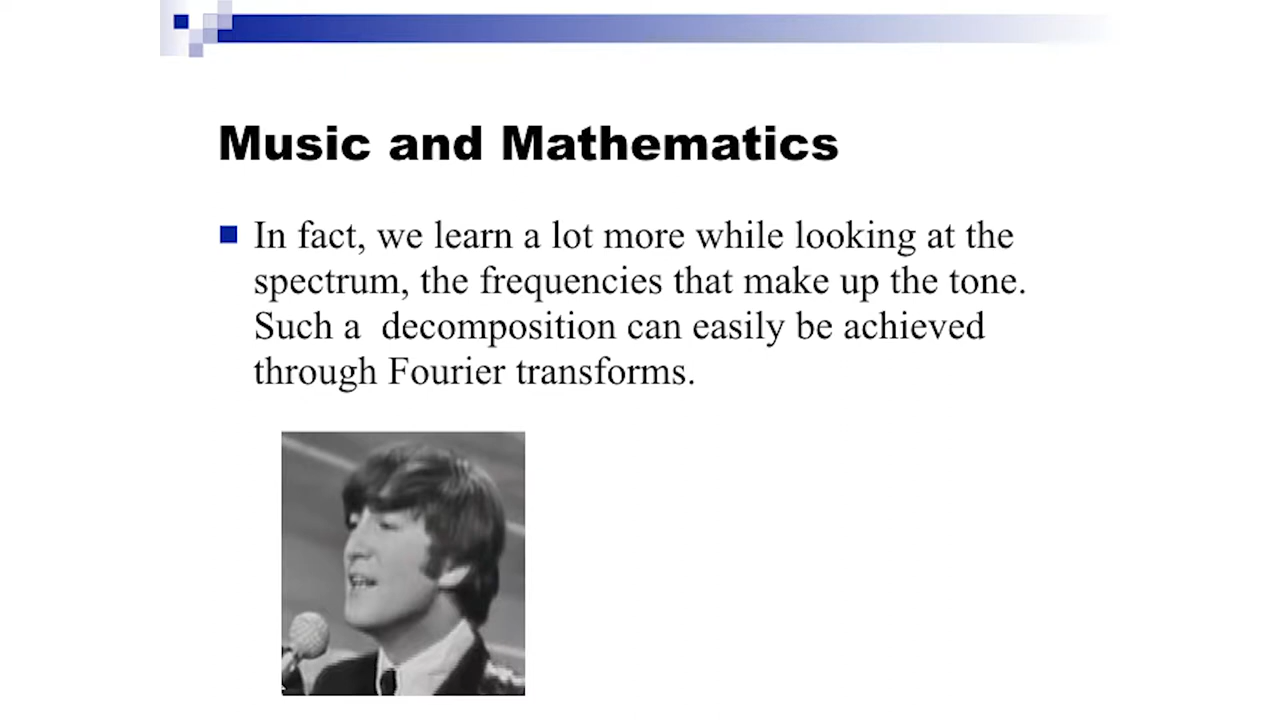 Music and Mathematics
In fact, we learn a lot more while looking at the
spectrum, the frequencies that make up the tone.
Such a  decomposition can easily be achieved
through Fourier transforms.